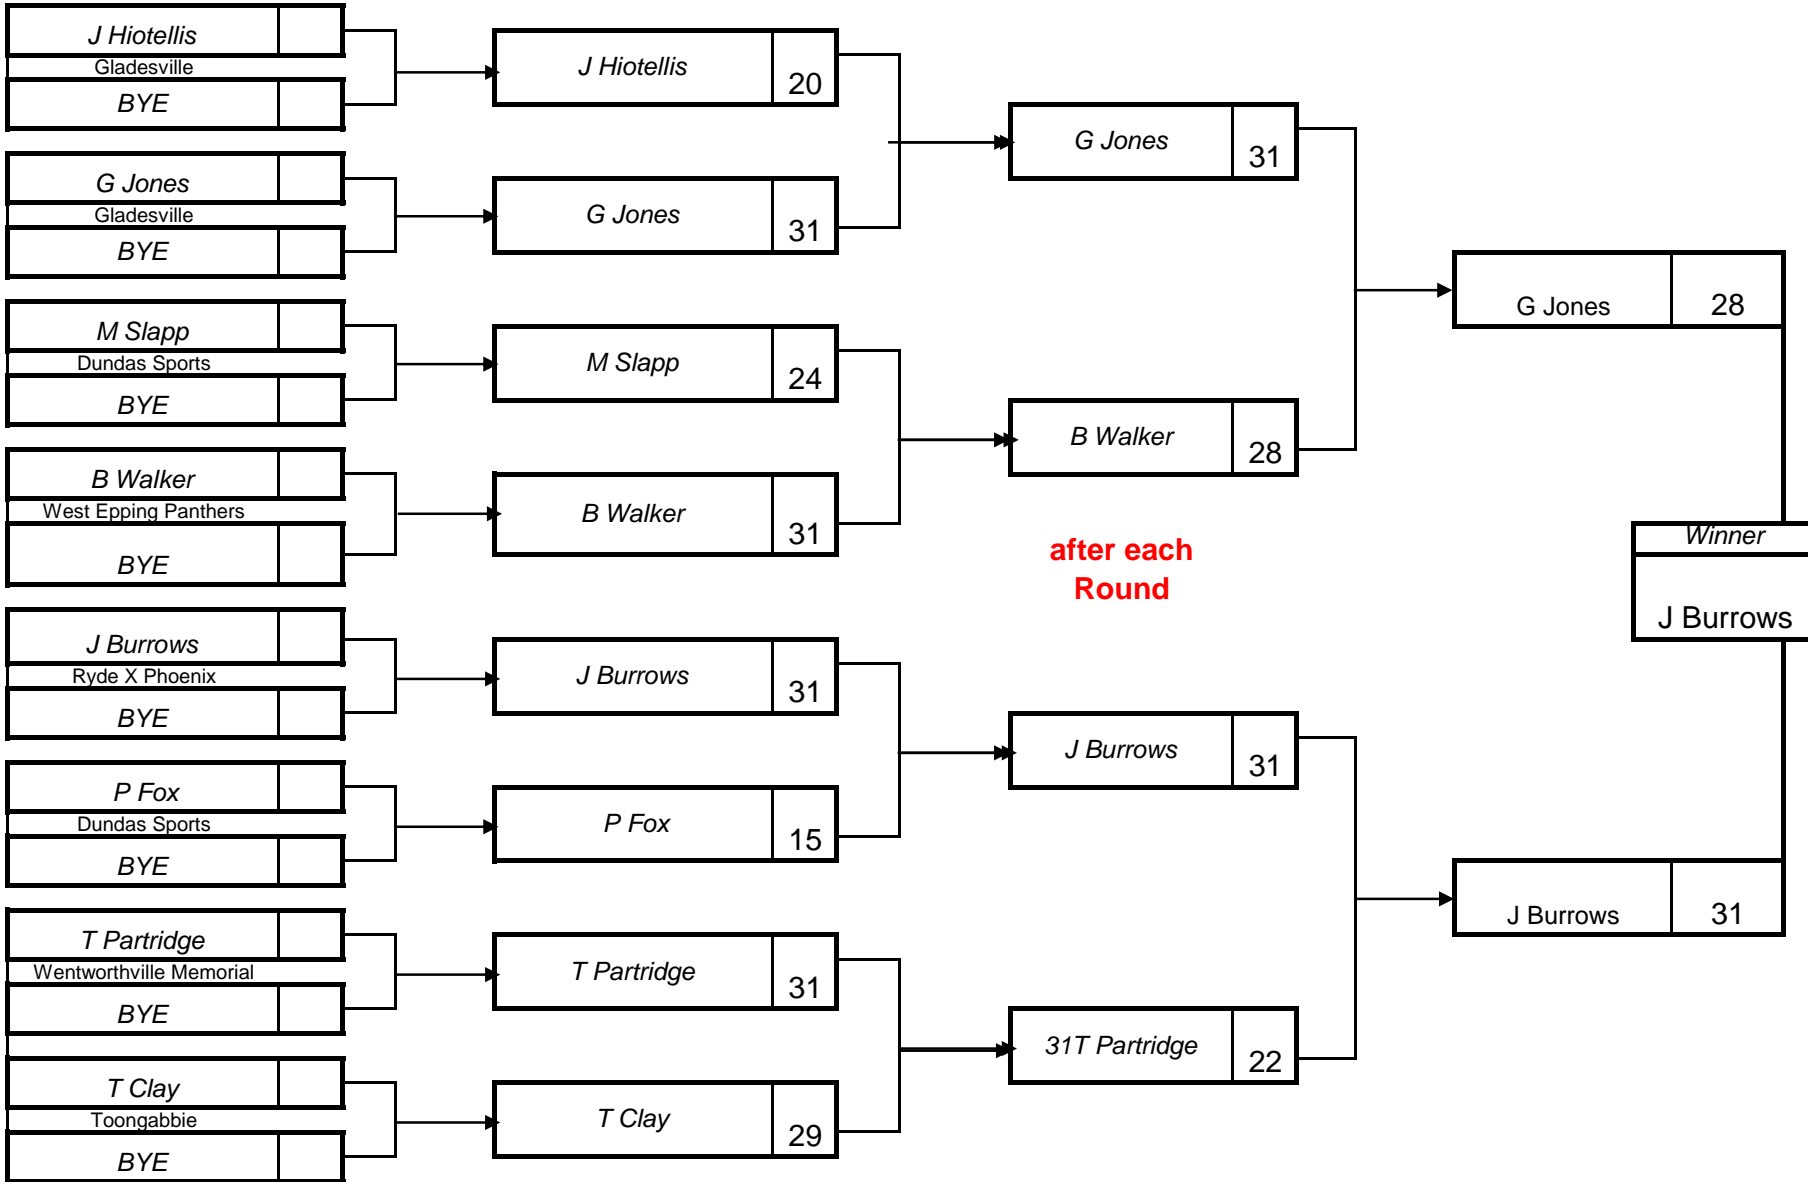 J Hiotellis
Gladesville
BYE
G Jones
Gladesville
BYE
M Slapp
Dundas Sports
BYE
B Walker
West Epping Panthers
BYE
J Burrows
Ryde X Phoenix
BYE
P Fox
Dundas Sports
BYE
T Partridge
Wentworthville Memorial
BYE
T Clay
Toongabbie
BYE
J Hiotellis 20
G Jones 31
M Slapp 24
B Walker 31
J Burrows 31
P Fox 15
T Partridge 31
T Clay 29
G Jones 31
B Walker 28
after each
Round
J Burrows 31
31T Partridge 22
G Jones 28
J Burrows 31
Winner
J Burrows